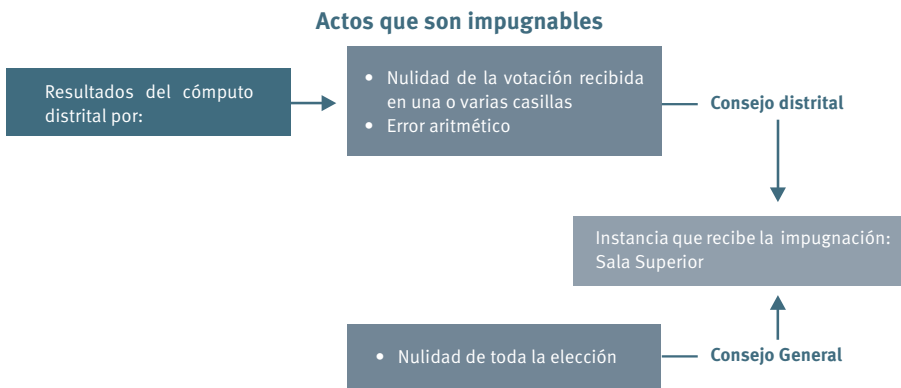 Actos que son impugnables
Resultados del cómputo
distrital por:
• Nulidad de la votación recibida
en una o varias casillas
• Error aritmético
Consejo distrital
Instancia que recibe la impugnación:
Sala Superior
• Nulidad de toda la elección
Consejo General